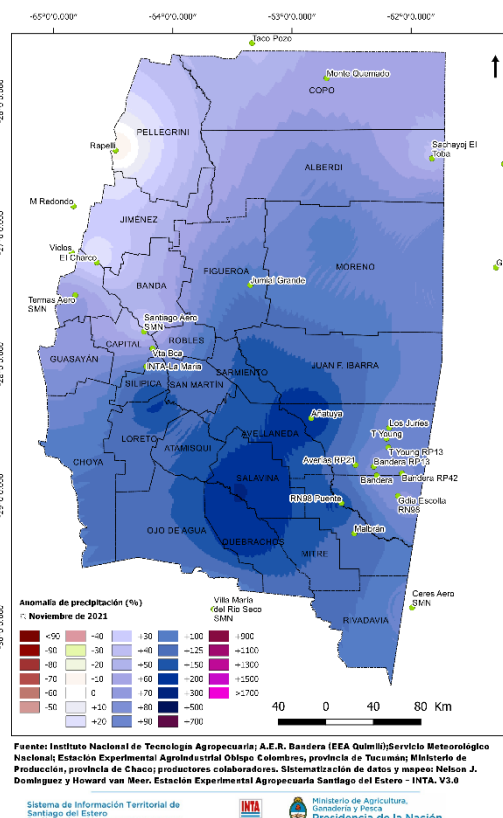 -65°0'0.000" -64°0'0.000" -63°0'0.000" -62°0'0.000"
Taco Pozo
Monte Quemado
COPO
PELLEGRINI
Rapelli
Sachayoj El
Toba
ALBERDI
M Redondo
JIMÉNEZ
-27°0'0.000"
Vielos
El Charco
MORENO
G
FIGUEROA
BANDA
Jumial Grande
Termas Aero
SMN
Santiago Aero
SMN
ROBLES
CAPITAL
Vta Bca
GUASAYÁN
INTA-La Maria
JUAN F. IBARRA
SARMIENTO
SILIPICA
SAN MARTÍN
Añatuya
Los Juries
LORETO
AVELLANEDA
T Young
ATAMISQUI
T Young RP13
CHOYA
Averías RP21
Bandera RP13
SALAVINA
Bandera
Bandera RP42
RN98 Puente
Gdia Escolta
RN98
OJO DE AGUA
Malbrán
QUEBRACHOS
MITRE
Villa María
del Río Seco
SMN
Ceres Aero
SMN
RIVADAVIA
Anomalía de precipitación (%)
Noviembre de 2021
<-90 -40 +30 +100 +900
-90 -30 +40 +125 +1100
-80 -20 +50 +150 +1300
-70 -10 +60 +200 +1500
-60 0 +70 +300 >1700
-50 +10 +80 +500
+20 +90 +700
40 0 40 80 Km
Fuente: Instituto Nacional de Tecnología Agropecuaria; A.E.R. Bandera (EEA Quimilí);Servicio Meteorológico
Nacional; Estación Experimental Agroindustrial Obispo Colombres, provincia de Tucumán; Ministerio de
Producción, provincia de Chaco; productores colaboradores. Sistematización de datos y mapeo: Nelson J.
Dominguez y Howard van Meer. Estación Experimental Agropecuaria Santiago del Estero - INTA. V3.0
Sistema de Información Territorial de
Santiago del Estero
INTA
Ministerio de Agricultura,
Ganadería y Pesca
Presidencia de la Nación